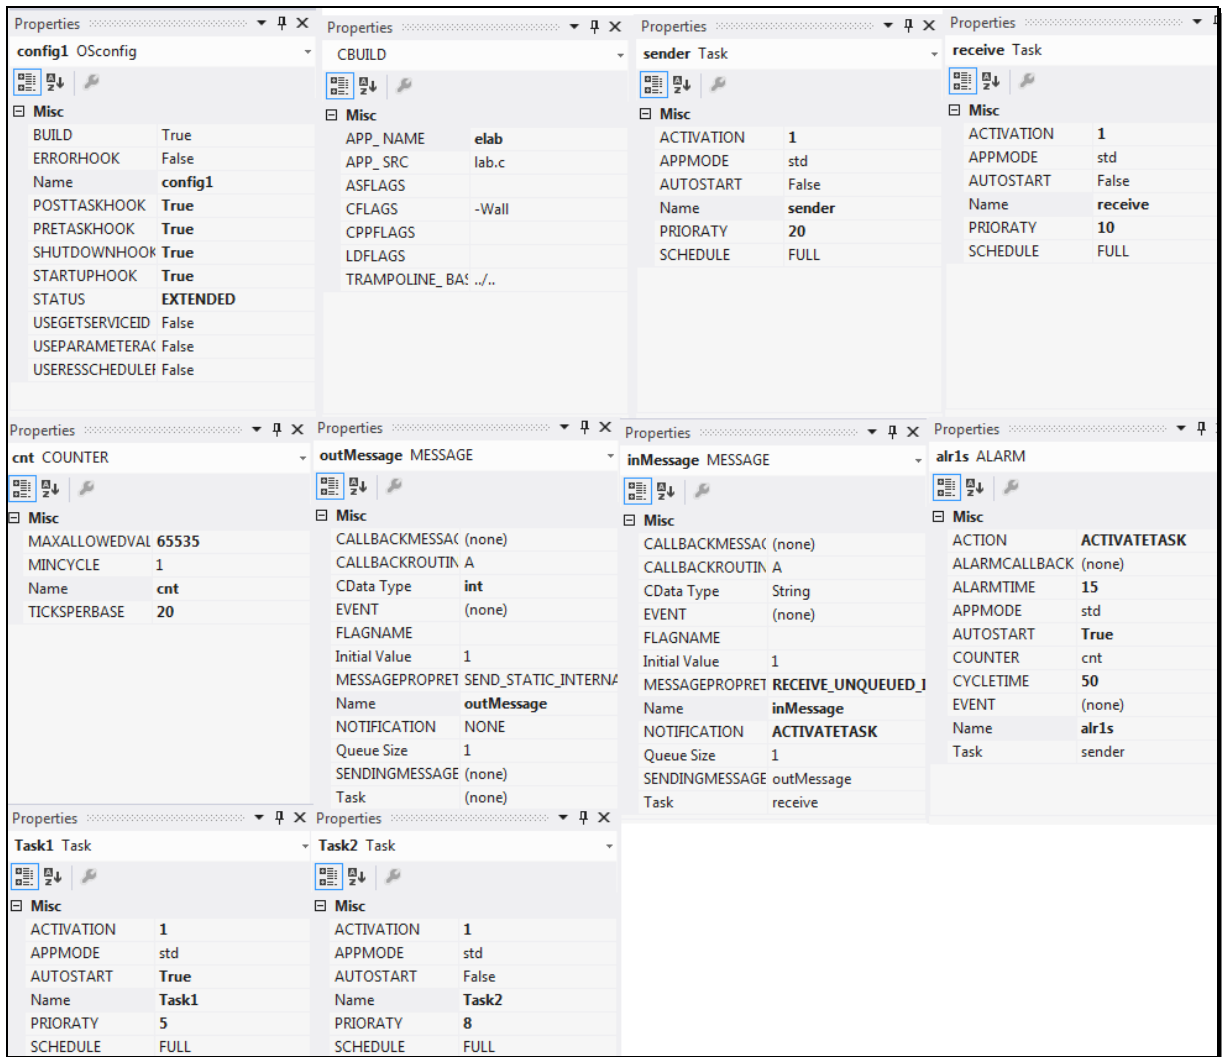 Properties
config1 OSconfig
Misc
BUILD True
ERRORHOOK False
Name config1
POSTTASKHOOK True
PRETASKHOOK True
SHUTDOWNHOOK True
STARTUPHOOK True
STATUS EXTENDED
USEGETSERVICEID False
USEPARAMETERAC False
USERESSCHEDULER False
Properties
CBUILD
Misc
APP_NAME elab
APP_SRC lab.c
ASFLAGS
CFLAGS -Wall
CPPFLAGS
LDFLAGS
TRAMPOLINE_BAS ../..
Properties
sender Task
Misc
ACTIVATION 1
APPMODE std
AUTOSTART False
Name sender
PRIORATY 20
SCHEDULE FULL
Properties
receive Task
Misc
ACTIVATION 1
APPMODE std
AUTOSTART False
Name receive
PRIORATY 10
SCHEDULE FULL
Properties
cnt COUNTER
Misc
MAXALLOWEDVAL 65535
MINCYCLE 1
Name cnt
TICKSPERBASE 20
Properties
outMessage MESSAGE
Misc
CALLBACKMESSAG (none)
CALLBACKROUTIN A
CData Type int
EVENT (none)
FLAGNAME
Initial Value 1
MESSAGEPROPRET SEND_STATIC_INTERNA
Name outMessage
NOTIFICATION NONE
Queue Size 1
SENDINGMESSAGE (none)
Task (none)
Properties
inMessage MESSAGE
Misc
CALLBACKMESSAG (none)
CALLBACKROUTIN A
CData Type String
EVENT (none)
FLAGNAME
Initial Value 1
MESSAGEPROPRET RECEIVE_UNQUEUED_I
Name inMessage
NOTIFICATION ACTIVATETASK
Queue Size 1
SENDINGMESSAGE outMessage
Task receive
Properties
alr1s ALARM
Misc
ACTION ACTIVATETASK
ALARMCALLBACK (none)
ALARMTIME 15
APPMODE std
AUTOSTART True
COUNTER cnt
CYCLETIME 50
EVENT (none)
Name alr1s
Task sender
Properties
Task1 Task
Misc
ACTIVATION 1
APPMODE std
AUTOSTART True
Name Task1
PRIORATY 5
SCHEDULE FULL
Properties
Task2 Task
Misc
ACTIVATION 1
APPMODE std
AUTOSTART False
Name Task2
PRIORATY 8
SCHEDULE FULL